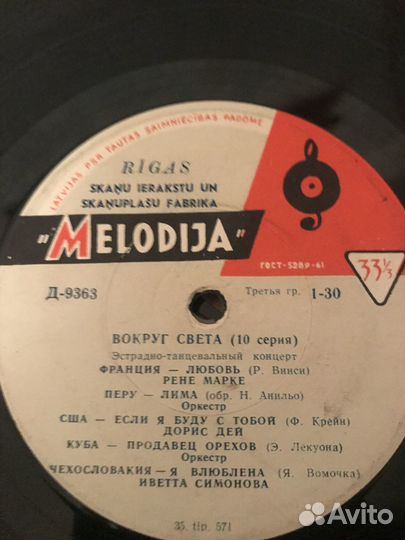 LATVIJAS PSR TAUTAS SAIMNIECĪBAS PADOME
RĪGAS
SKAŅU IERAKSTU UN
SKAŅUPLAŠU FABRIKA
"MELODIJA"
ГОСТ-5289-61
33⅓
Д-9363
Третья гр. 1-30
ВОКРУГ СВЕТА (10 серия)
Эстрадно-танцевальный концерт
ФРАНЦИЯ — ЛЮБОВЬ (Р. Винси)
РЕНЕ МАРКЕ
ПЕРУ — ЛИМА (обр. Н. Анильо)
Оркестр
США — ЕСЛИ Я БУДУ С ТОБОЙ (Ф. Крейн)
ДОРИС ДЕЙ
КУБА — ПРОДАВЕЦ ОРЕХОВ (Э. Лекуона)
Оркестр
ЧЕХОСЛОВАКИЯ — Я ВЛЮБЛЕНА (Я. Вомочка)
ИВЕТТА СИМОНОВА
35. tip. 571
Avito